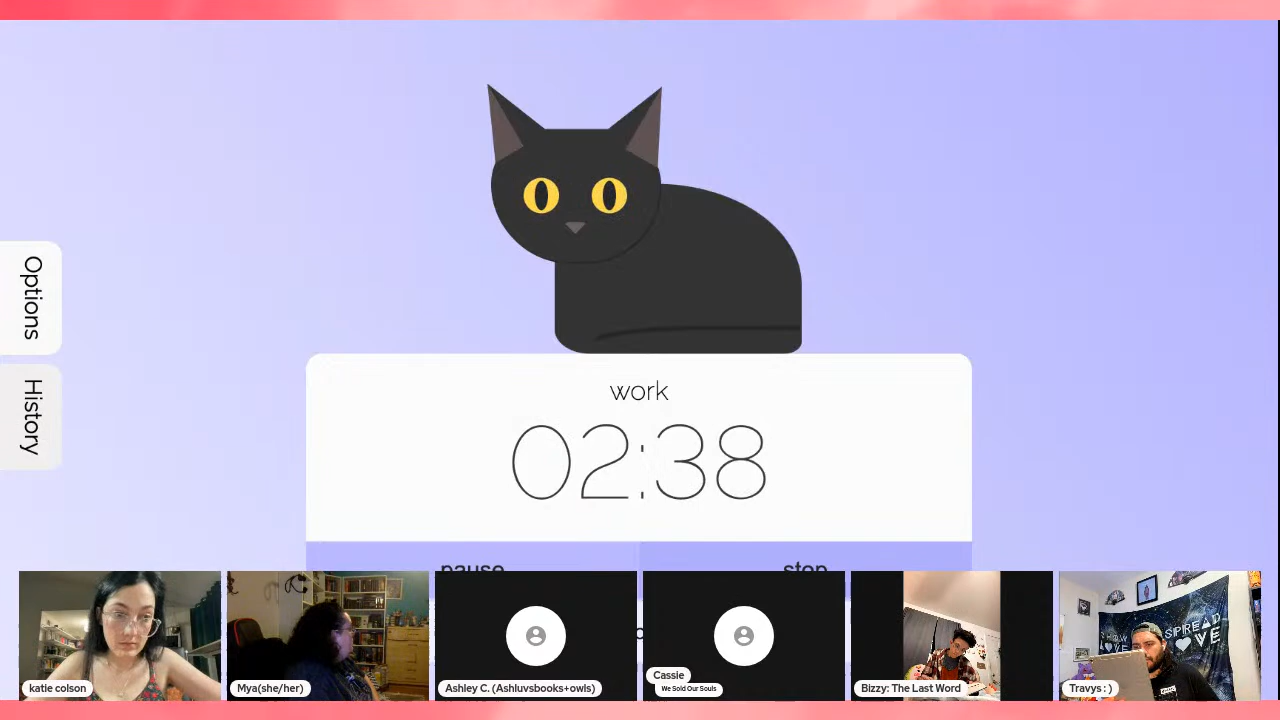 Options
History
work
02:38
pause
stop
katie colson
Mya(she/her)
Ashley C. (Ashluvsbooks+owls)
Cassie
We Sold Our Souls
Bizzy: The Last Word
Travys : )
SPREAD